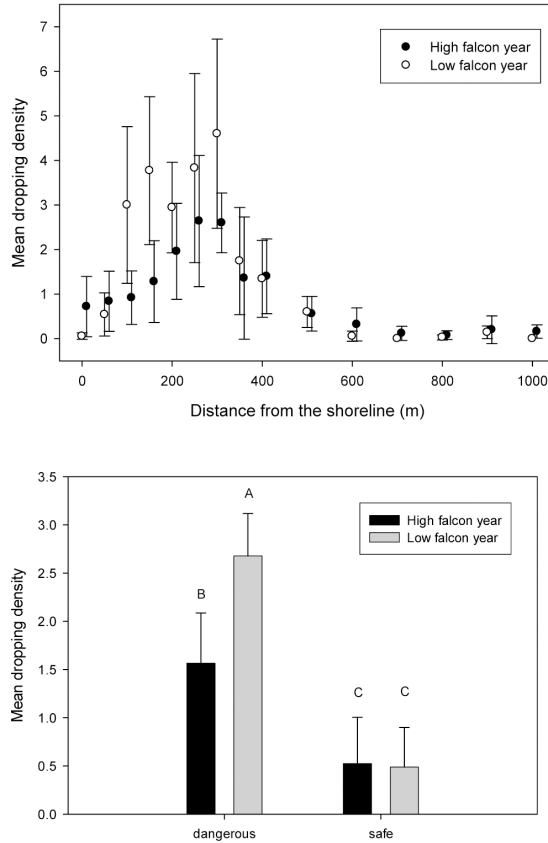 7
6
5
4
3
2
1
0
Mean dropping density
High falcon year
Low falcon year
0 200 400 600 800 1000
Distance from the shoreline (m)
3.5
3.0
2.5
2.0
1.5
1.0
0.5
0.0
Mean dropping density
High falcon year
Low falcon year
A
B
C C
dangerous safe